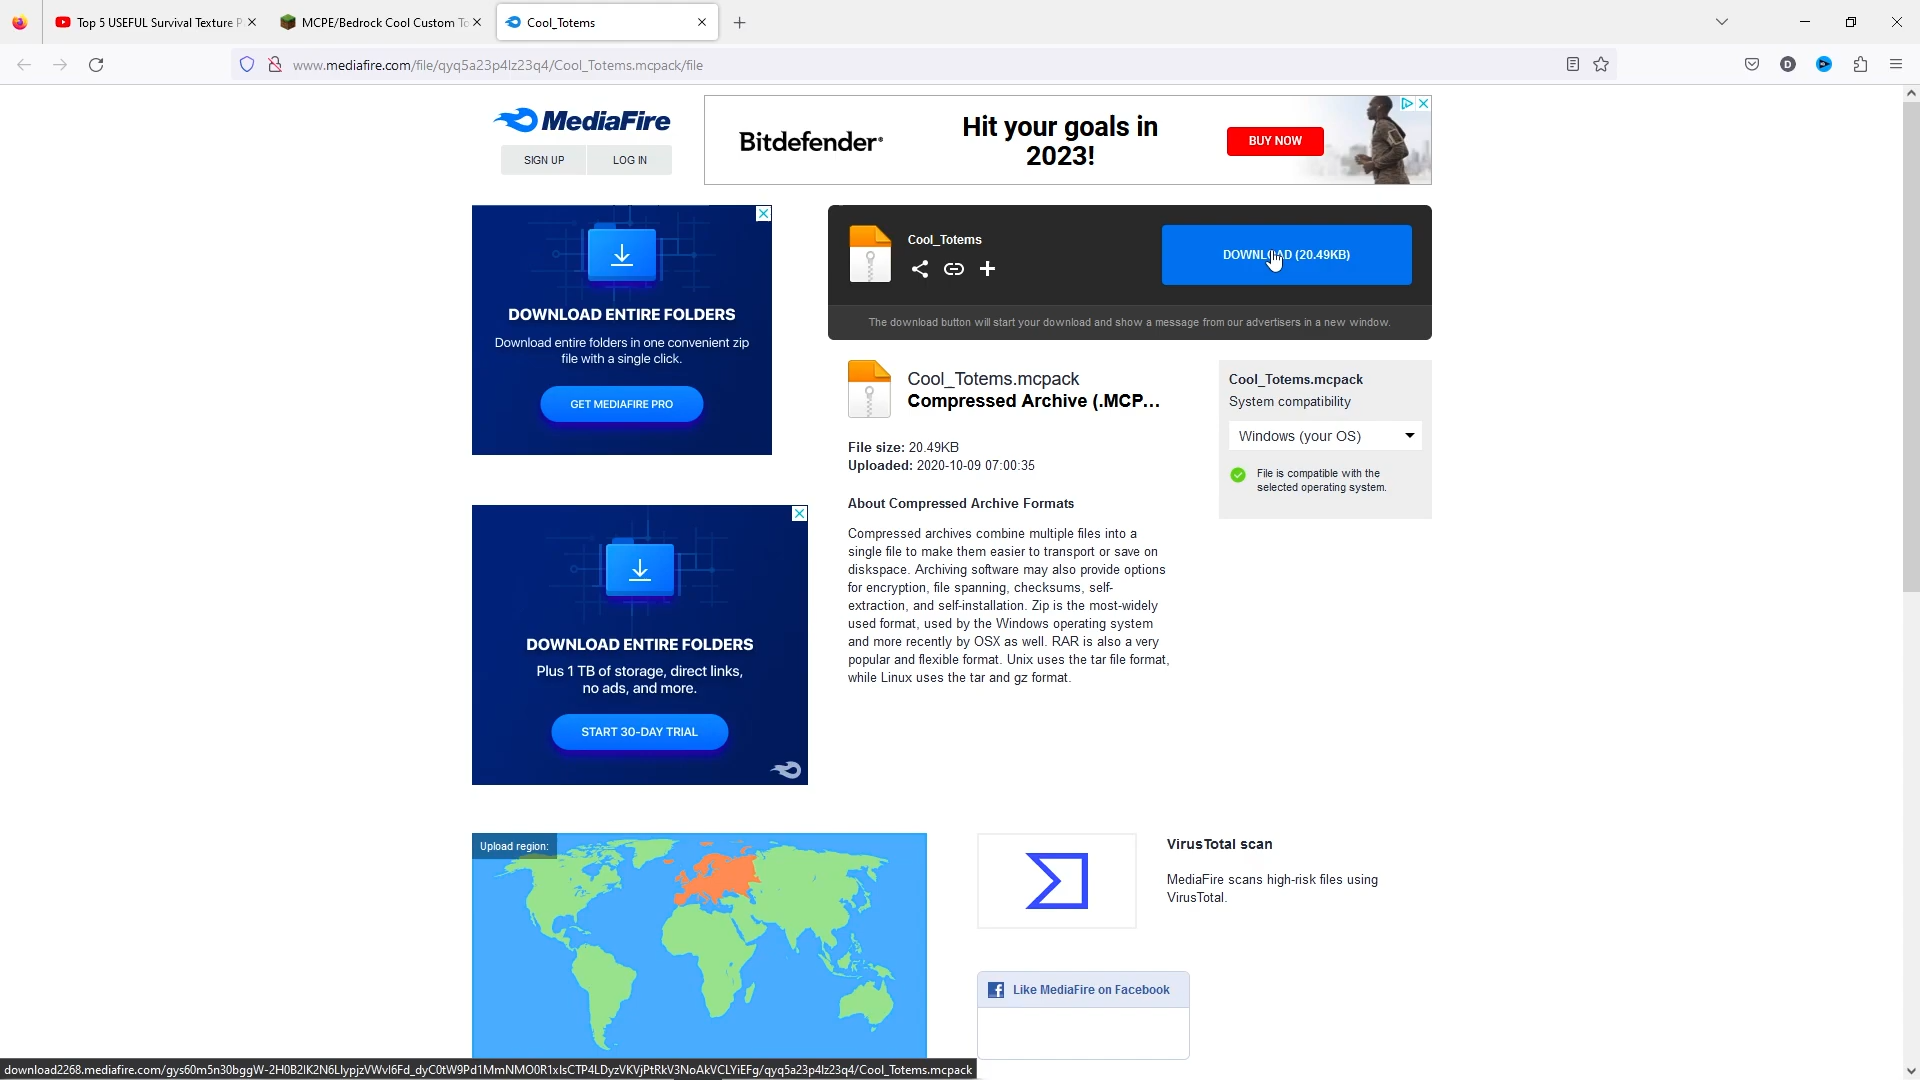 Top 5 USEFUL Survival Texture P
MCPE/Bedrock Cool Custom To
Cool_Totems
www.mediafire.com/file/qyq5a23p4lz23q4/Cool_Totems.mcpack/file
D
MediaFire
SIGN UP
LOG IN
Bitdefender®
Hit your goals in
2023!
BUY NOW
DOWNLOAD ENTIRE FOLDERS
Download entire folders in one convenient zip
file with a single click.
GET MEDIAFIRE PRO
Cool_Totems
DOWNLOAD (20.49KB)
The download button will start your download and show a message from our advertisers in a new window.
Cool_Totems.mcpack
Compressed Archive (.MCP...
File size: 20.49KB
Uploaded: 2020-10-09 07:00:35
About Compressed Archive Formats
Compressed archives combine multiple files into a
single file to make them easier to transport or save on
diskspace. Archiving software may also provide options
for encryption, file spanning, checksums, self-
extraction, and self-installation. Zip is the most-widely
used format, used by the Windows operating system
and more recently by OSX as well. RAR is also a very
popular and flexible format. Unix uses the tar file format,
while Linux uses the tar and gz format.
Cool_Totems.mcpack
System compatibility
Windows (your OS)
File is compatible with the
selected operating system.
DOWNLOAD ENTIRE FOLDERS
Plus 1 TB of storage, direct links,
no ads, and more.
START 30-DAY TRIAL
Upload region:
VirusTotal scan
MediaFire scans high-risk files using
VirusTotal.
Like MediaFire on Facebook